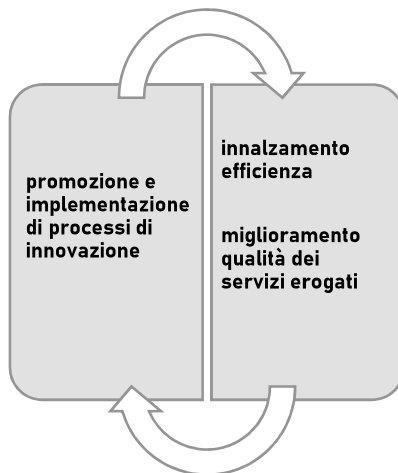 promozione e
implementazione
di processi di
innovazione
innalzamento
efficienza
miglioramento
qualità dei
servizi erogati